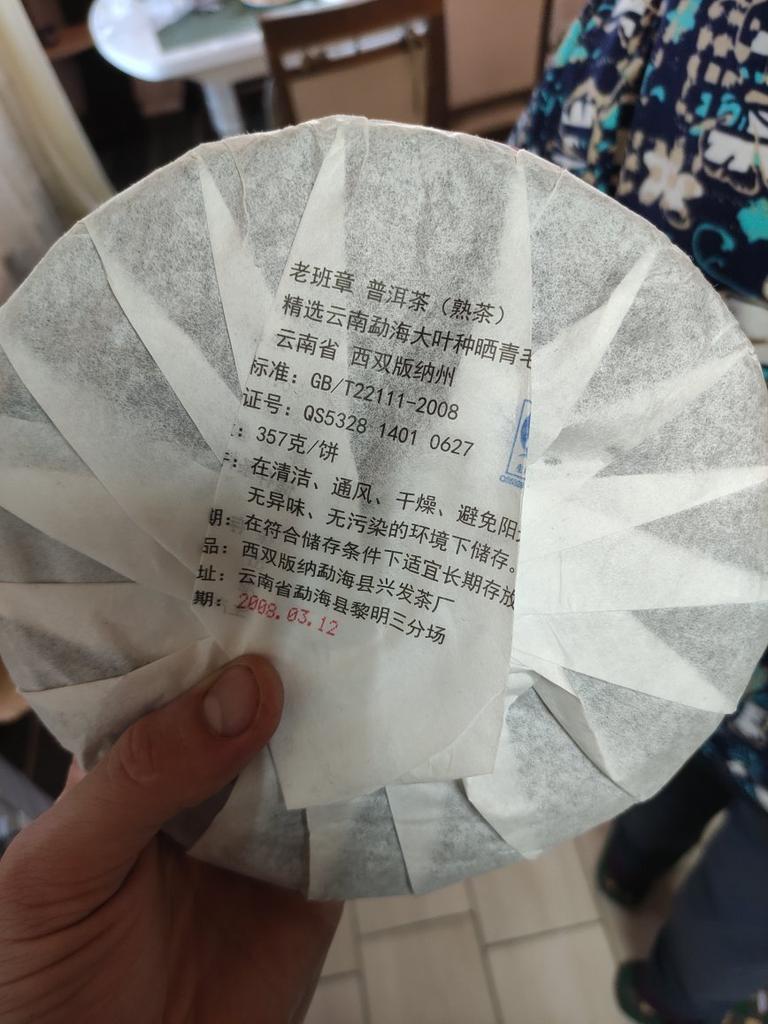 老班章 普洱茶（熟茶）
精选云南勐海大叶种晒青毛
云南省 西双版纳州
标准：GB/T22111-2008
证号：QS5328 1401 0627
：357克/饼
：在清洁、通风、干燥、避免阳
无异味、无污染的环境下储存。
期：在符合储存条件下适宜长期存放
品：西双版纳勐海县兴发茶厂
址：云南省勐海县黎明三分场
期：2008.03.12